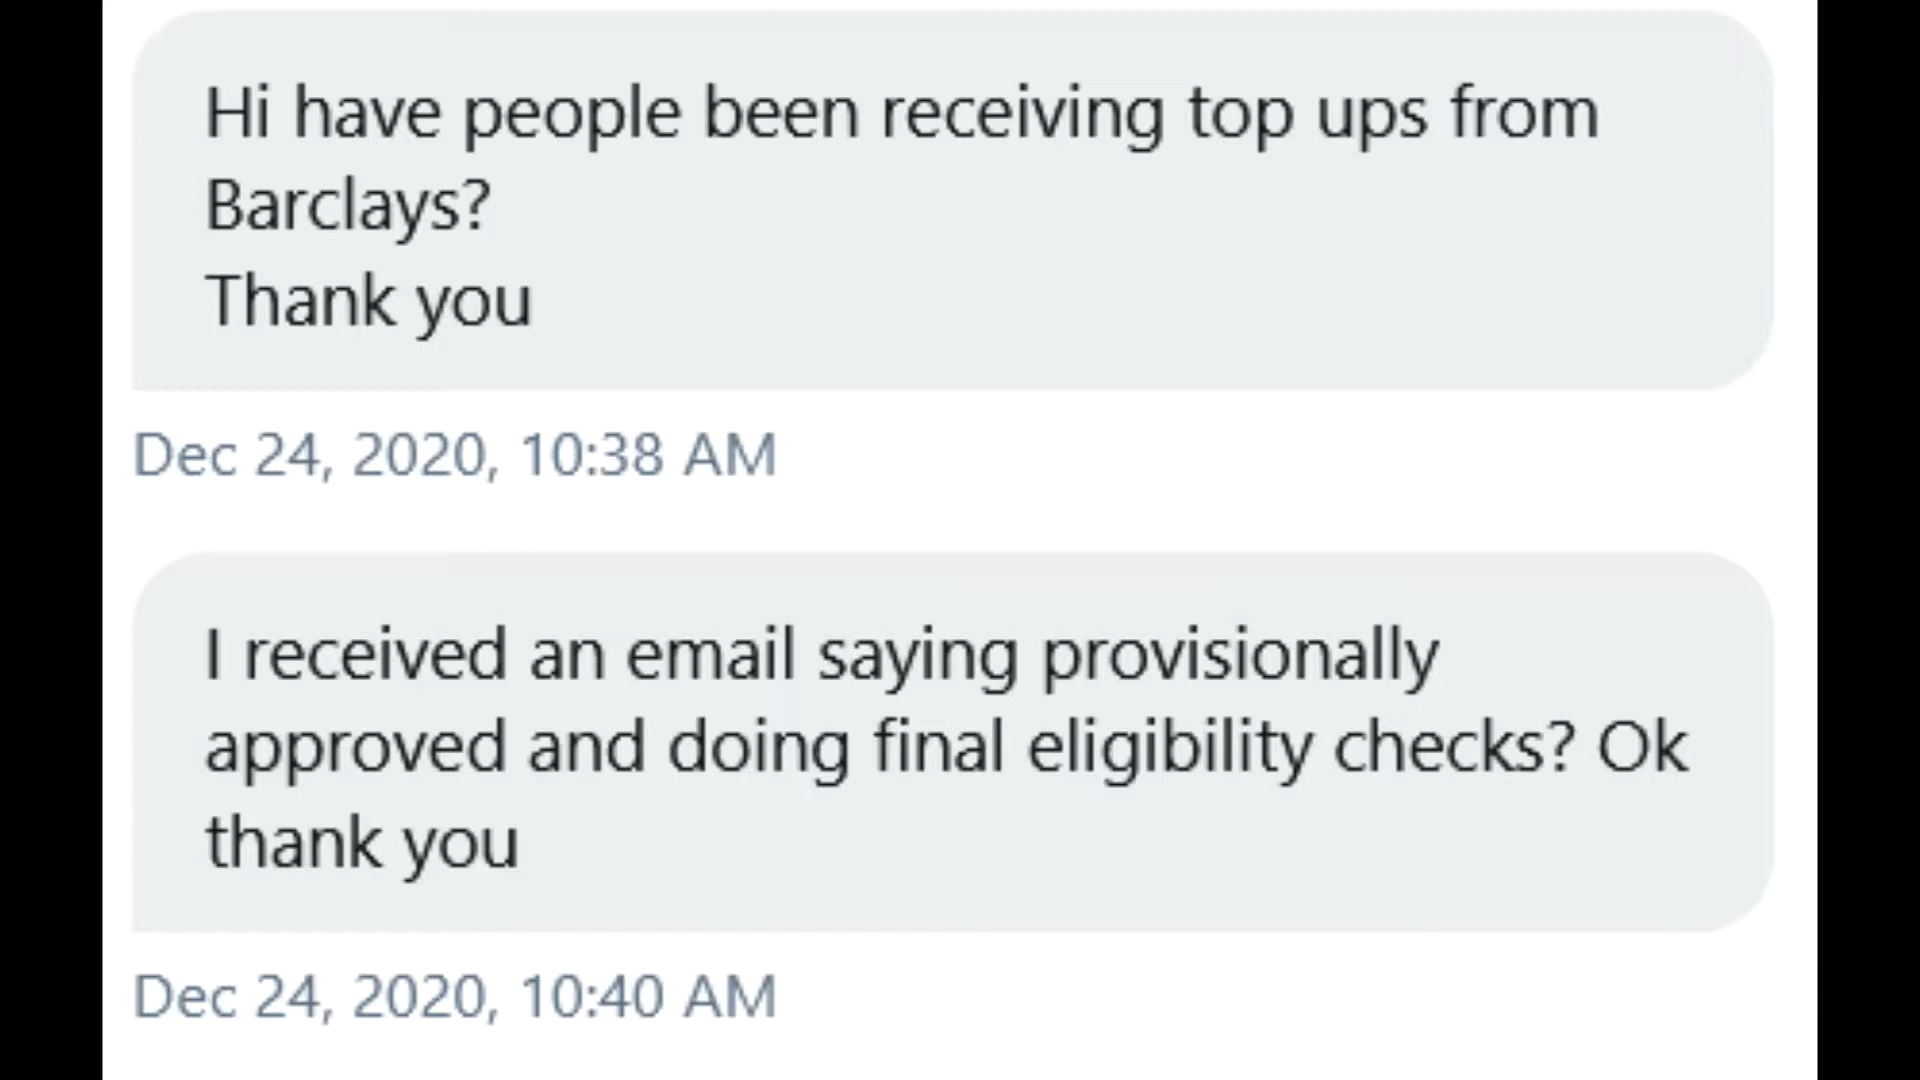 Hi have people been receiving top ups from
Barclays?
Thank you
Dec 24, 2020, 10:38 AM
I received an email saying provisionally
approved and doing final eligibility checks? Ok
thank you
Dec 24, 2020, 10:40 AM